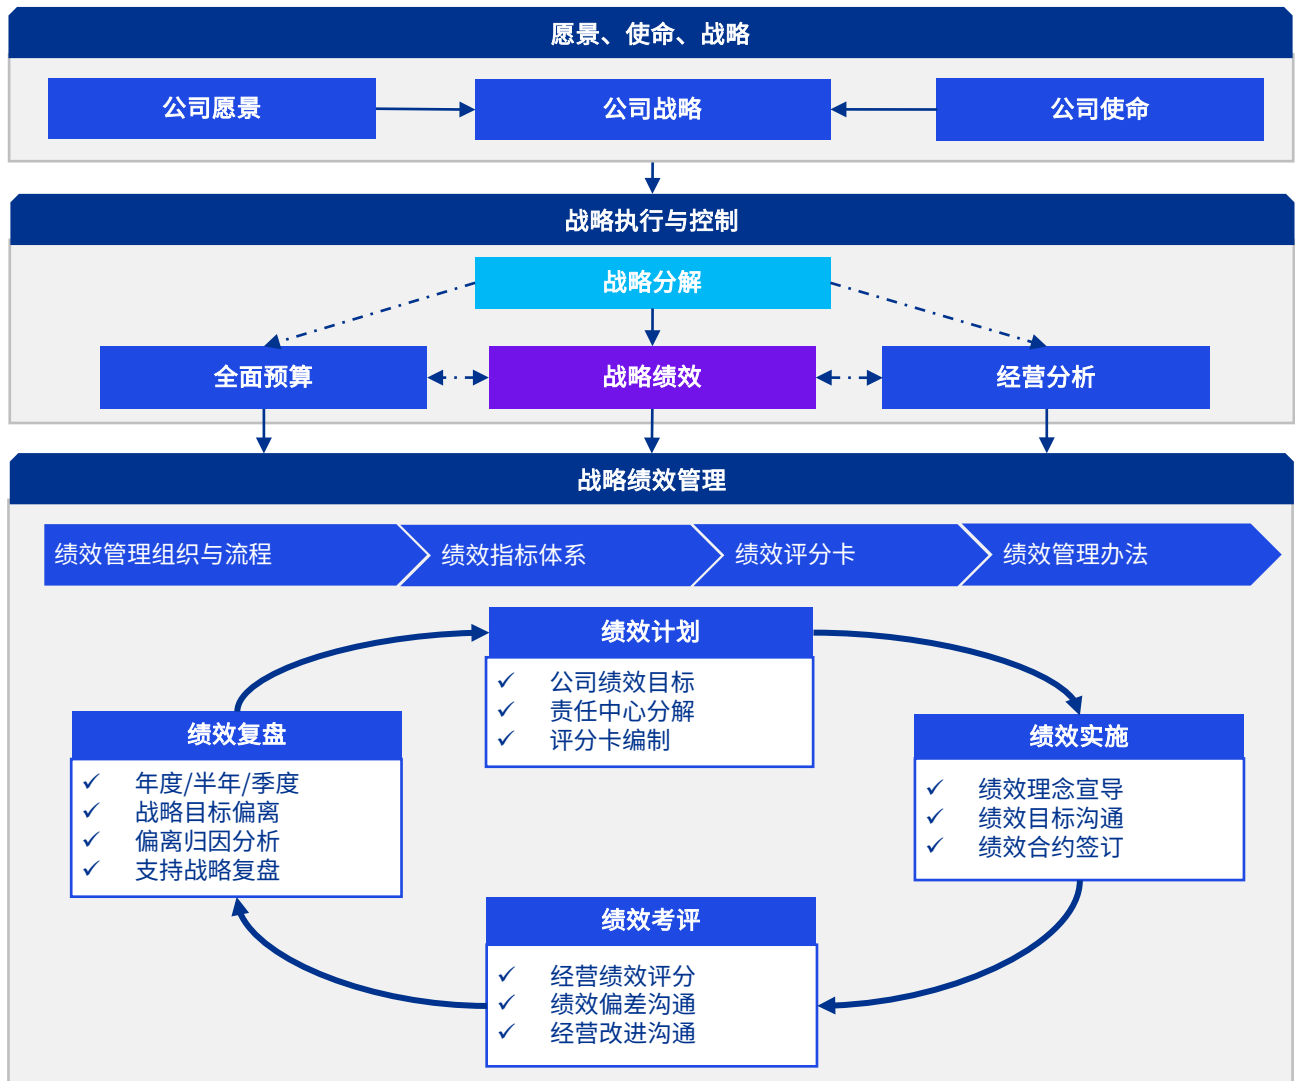 愿景、使命、战略
公司愿景
公司战略
公司使命
战略执行与控制
战略分解
全面预算
战略绩效
经营分析
战略绩效管理
绩效管理组织与流程
绩效指标体系
绩效评分卡
绩效管理办法
绩效计划
✓ 公司绩效目标
✓ 责任中心分解
✓ 评分卡编制
绩效复盘
✓ 年度/半年/季度
✓ 战略目标偏离
✓ 偏离归因分析
✓ 支持战略复盘
绩效实施
✓ 绩效理念宣导
✓ 绩效目标沟通
✓ 绩效合约签订
绩效考评
✓ 经营绩效评分
✓ 绩效偏差沟通
✓ 经营改进沟通